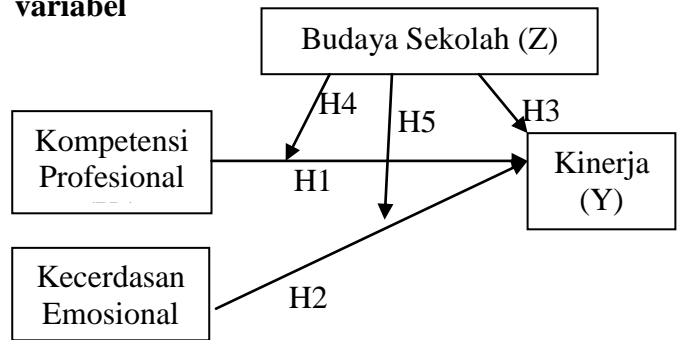 variabel
Budaya Sekolah (Z)
H4
H5
H3
Kompetensi
Profesional
H1
Kinerja
(Y)
Kecerdasan
Emosional
H2